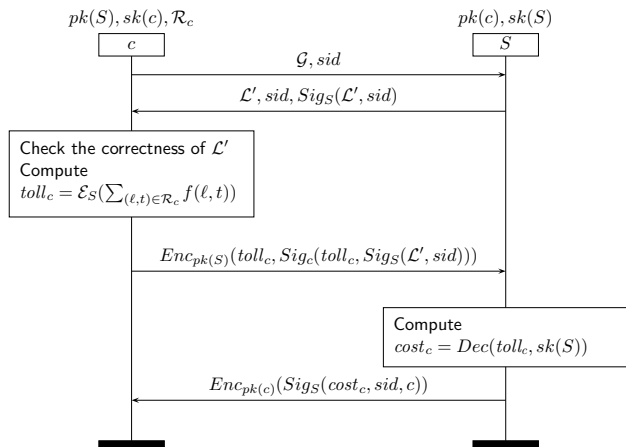 pk(S), sk(c), ℛ_c
pk(c), sk(S)
c
S
𝒢, sid
ℒ′, sid, Sig_S(ℒ′, sid)
Check the correctness of ℒ′
Compute
toll_c = ℰ_S(∑_{(ℓ,t)∈ℛ_c} f(ℓ, t))
Enc_{pk(S)}(toll_c, Sig_c(toll_c, Sig_S(ℒ′, sid)))
Compute
cost_c = Dec(toll_c, sk(S))
Enc_{pk(c)}(Sig_S(cost_c, sid, c))